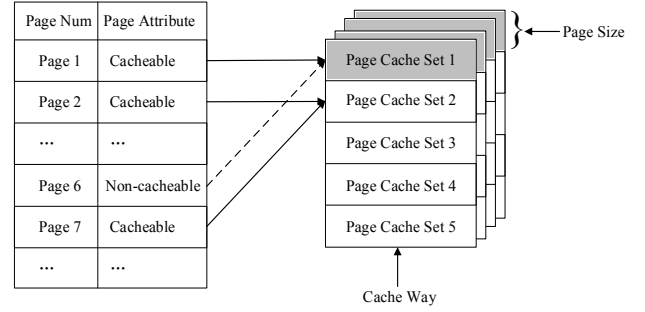 Page Num Page Attribute
Page 1 Cacheable
Page 2 Cacheable
... ...
Page 6 Non-cacheable
Page 7 Cacheable
... ...
Page Cache Set 1
Page Cache Set 2
Page Cache Set 3
Page Cache Set 4
Page Cache Set 5
Page Size
Cache Way